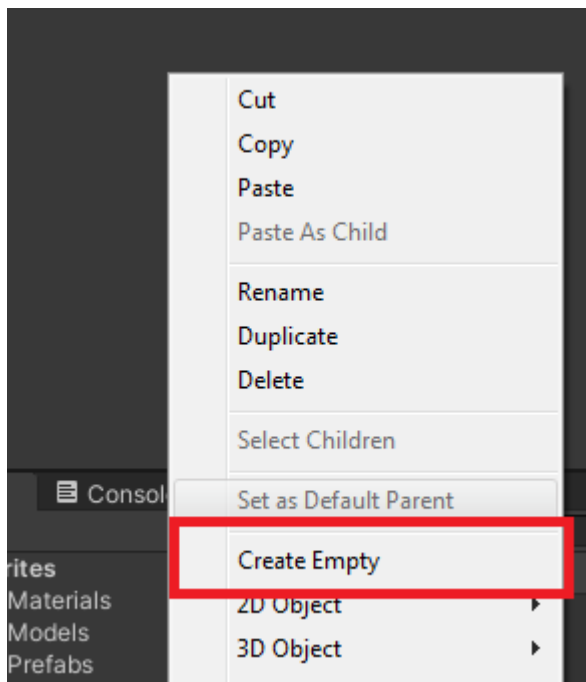 Cut
Copy
Paste
Paste As Child
Rename
Duplicate
Delete
Select Children
Consol
Set as Default Parent
Create Empty
rites
Materials
2D Object
Models
3D Object
Prefabs